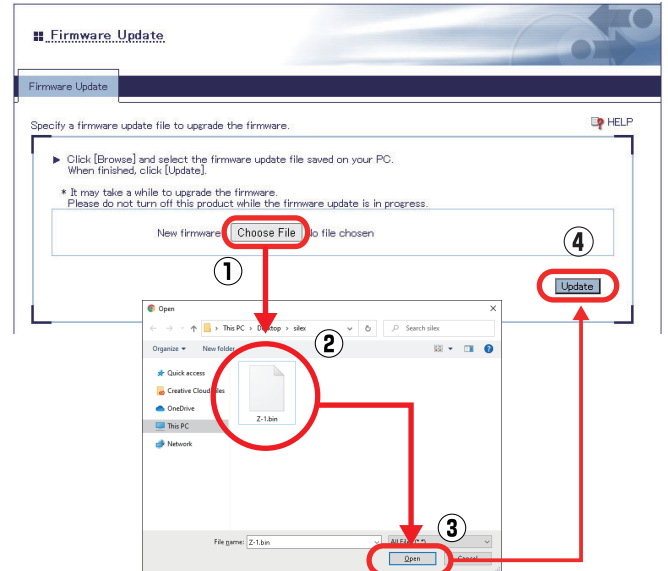 Firmware Update
Firmware Update
Specify a firmware update file to upgrade the firmware.
HELP
▶ Click [Browse] and select the firmware update file saved on your PC.
When finished, click [Update].
* It may take a while to upgrade the firmware.
Please do not turn off this product while the firmware update is in progress.
New firmware Choose File No file chosen
④
①
Update
Open
This PC > Desktop > silex
Search silex
②
Organize New folder
Quick access
Creative Cloud Files
OneDrive
This PC
Network
Z-1.bin
③
File name: Z-1.bin
All Files (*.*)
Open
Cancel